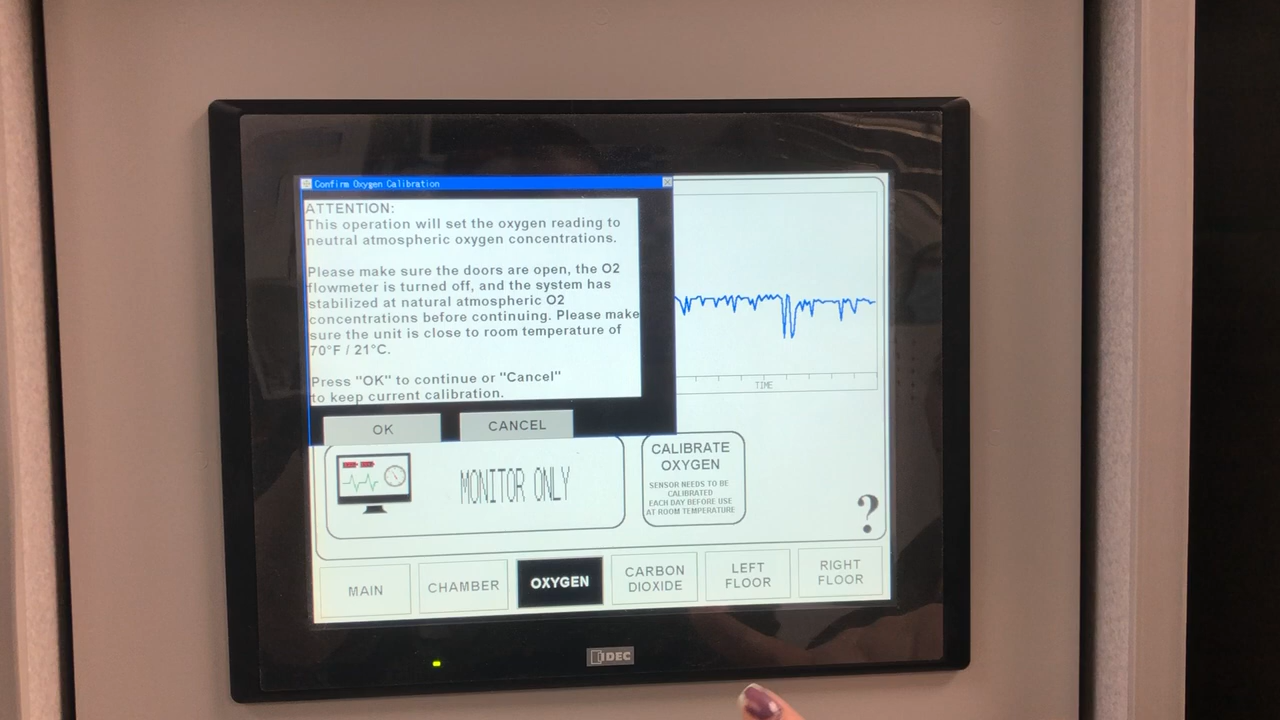 Confirm Oxygen Calibration
ATTENTION:
This operation will set the oxygen reading to
neutral atmospheric oxygen concentrations.
Please make sure the doors are open, the O2
flowmeter is turned off, and the system has
stabilized at natural atmospheric O2
concentrations before continuing. Please make
sure the unit is close to room temperature of
70°F / 21°C.
Press "OK" to continue or "Cancel"
to keep current calibration.
OK
CANCEL
TIME
MONITOR ONLY
CALIBRATE
OXYGEN
SENSOR NEEDS TO BE
CALIBRATED
EACH DAY BEFORE USE
AT ROOM TEMPERATURE
?
MAIN
CHAMBER
OXYGEN
CARBON
DIOXIDE
LEFT
FLOOR
RIGHT
FLOOR
IDEC